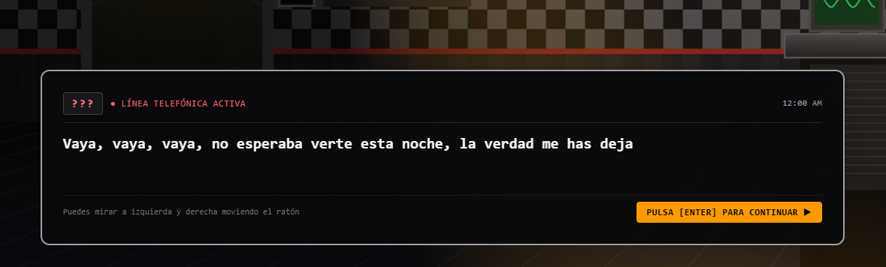 ???
● LÍNEA TELEFÓNICA ACTIVA
12:00 AM
Vaya, vaya, vaya, no esperaba verte esta noche, la verdad me has deja
Puedes mirar a izquierda y derecha moviendo el ratón
PULSA [ENTER] PARA CONTINUAR ▶